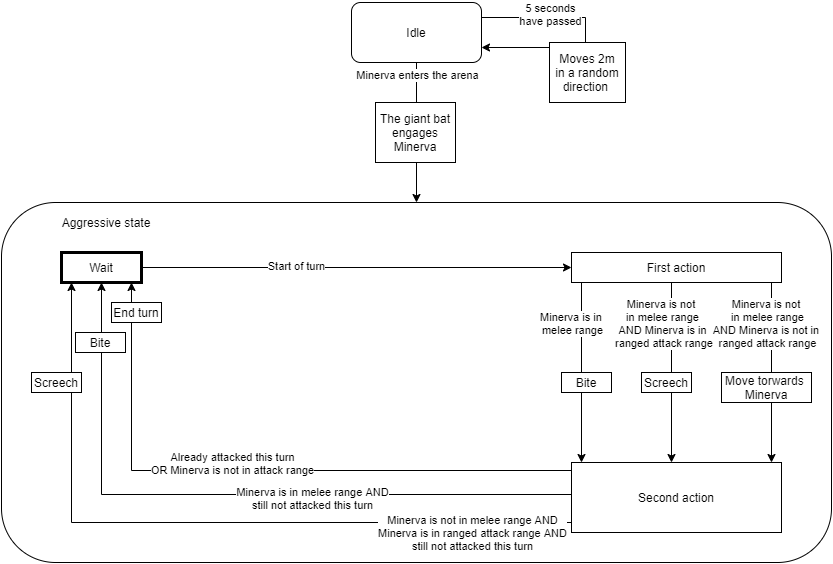 5 seconds
have passed
Idle
Moves 2m
in a random
direction
Minerva enters the arena
The giant bat
engages
Minerva
Aggressive state
Wait
Start of turn
First action
End turn
Bite
Screech
Minerva is in
melee range
Minerva is not
in melee range
AND Minerva is in
ranged attack range
Minerva is not
in melee range
AND Minerva is not in
ranged attack range
Bite
Screech
Move torwards
Minerva
Already attacked this turn
OR Minerva is not in attack range
Minerva is in melee range AND
still not attacked this turn
Minerva is not in melee range AND
Minerva is in ranged attack range AND
still not attacked this turn
Second action